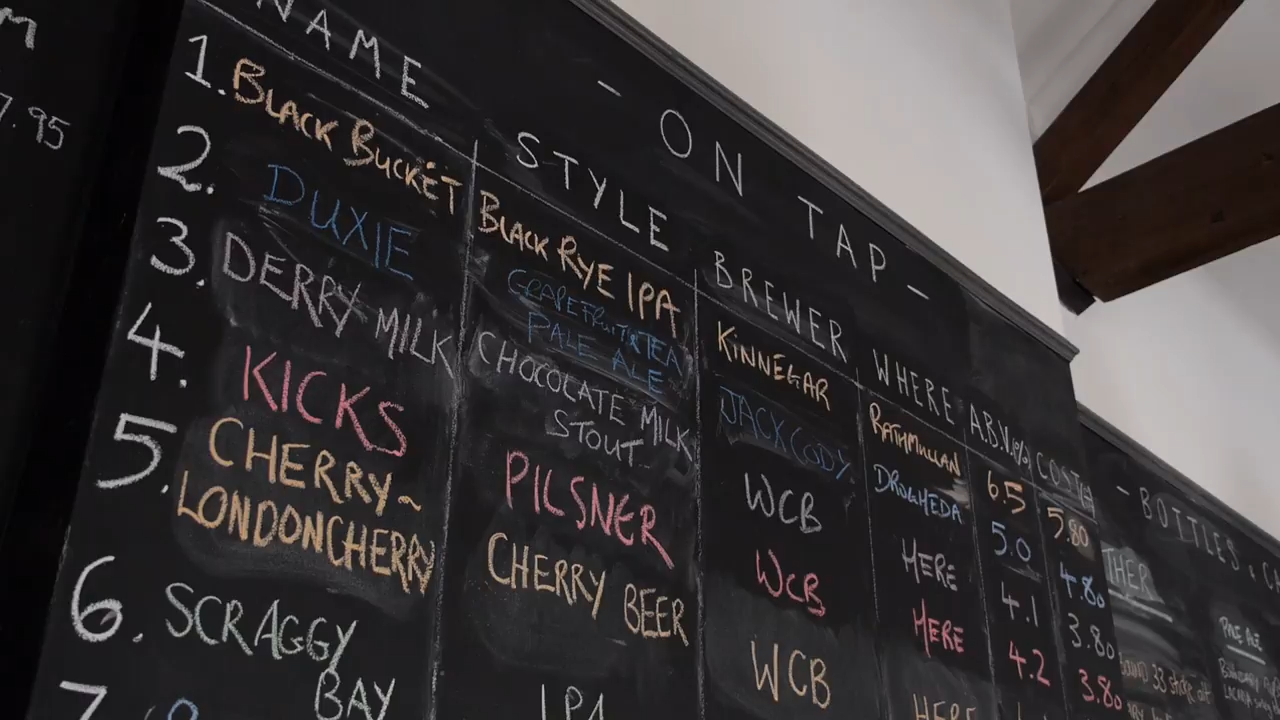 - ON TAP -
NAME STYLE BREWER WHERE A.B.V.(%) COST
1. BLACK BUCKET BLACK RYE IPA KINNEGAR RATHMULLAN 6.5 5.80
2. DUXIE GRAPEFRUIT & TEA PALE ALE JACK CODY DROGHEDA 5.0 4.80
3. DERRY MILK CHOCOLATE MILK STOUT WCB HERE 4.1 3.80
4. KICKS PILSNER WCB HERE 4.2 3.80
5. CHERRY~ LONDONCHERRY CHERRY BEER WCB HERE
6. SCRAGGY BAY IPA
7.
7.95
- BOTTLES &
THER
PALE ALE
33